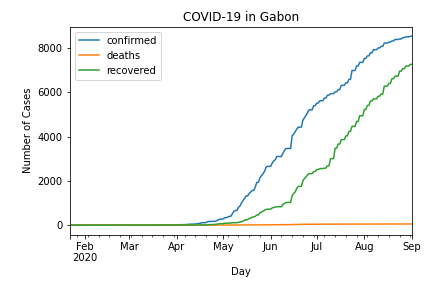 COVID-19 in Gabon
confirmed
deaths
recovered
Number of Cases
8000
6000
4000
2000
0
Feb Mar Apr May Jun Jul Aug Sep
2020
Day